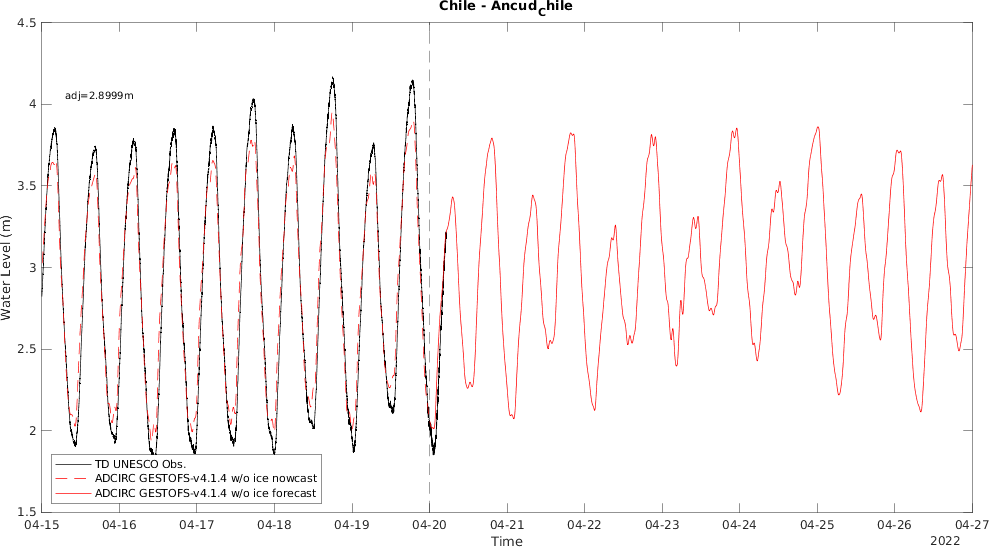 Chile - Ancud_Chile
adj=2.8999m
4.5
4
3.5
3
2.5
2
1.5
Water Level (m)
TD UNESCO Obs.
ADCIRC GESTOFS-v4.1.4 w/o ice nowcast
ADCIRC GESTOFS-v4.1.4 w/o ice forecast
04-15 04-16 04-17 04-18 04-19 04-20 04-21 04-22 04-23 04-24 04-25 04-26 04-27
Time
2022